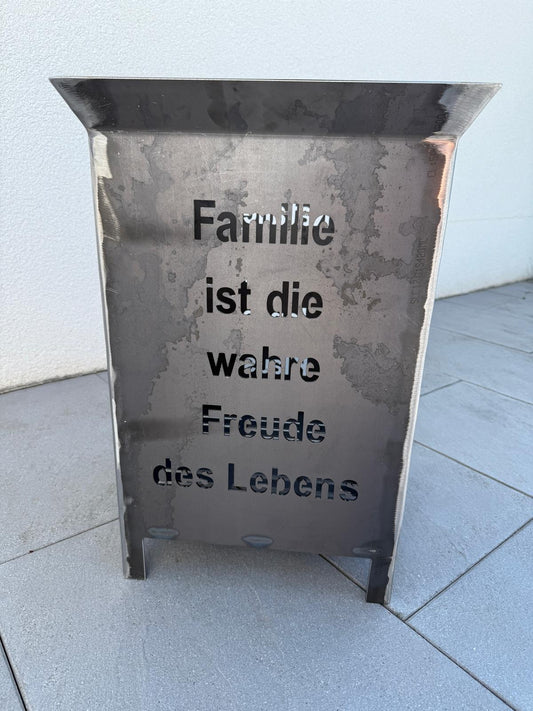 Familie
ist die
wahre
Freude
des Lebens